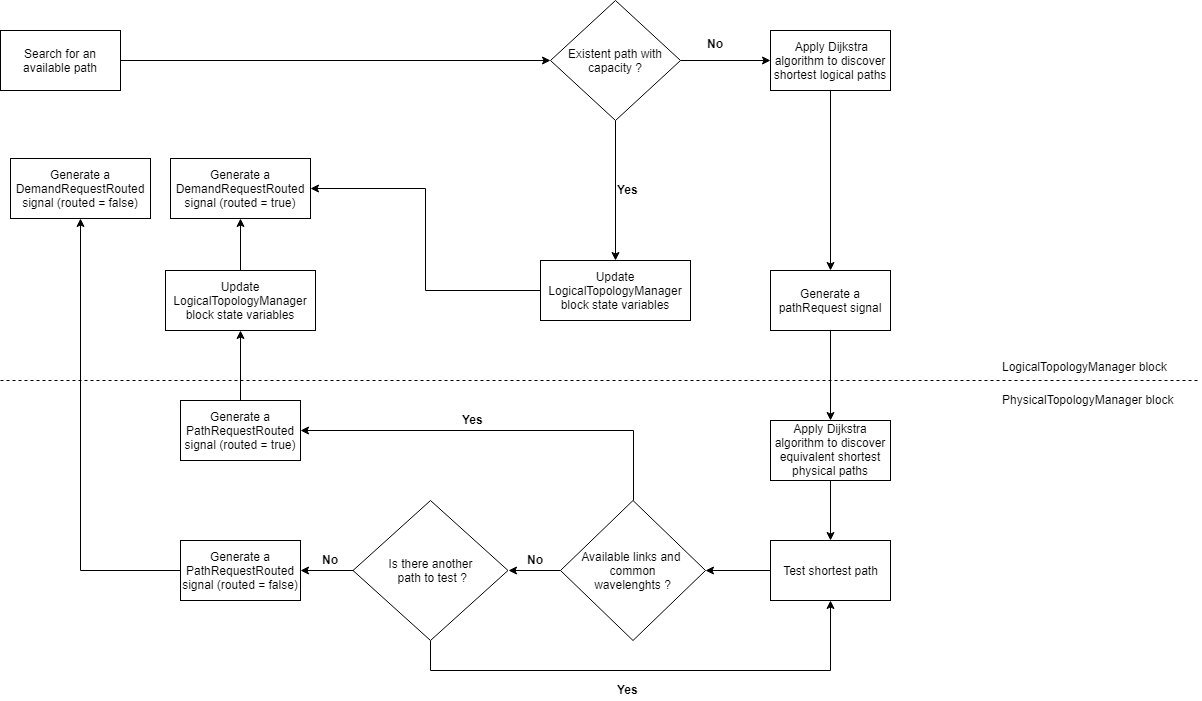 Search for an
available path
Existent path with
capacity ?
No
Apply Dijkstra
algorithm to discover
shortest logical paths
Generate a
DemandRequestRouted
signal (routed = false)
Generate a
DemandRequestRouted
signal (routed = true)
Yes
Update
LogicalTopologyManager
block state variables
Update
LogicalTopologyManager
block state variables
Generate a
pathRequest signal
LogicalTopologyManager block
PhysicalTopologyManager block
Generate a
PathRequestRouted
signal (routed = true)
Yes
Apply Dijkstra
algorithm to discover
equivalent shortest
physical paths
Generate a
PathRequestRouted
signal (routed = false)
No
Is there another
path to test ?
No
Available links and
common
wavelenghts ?
Test shortest path
Yes